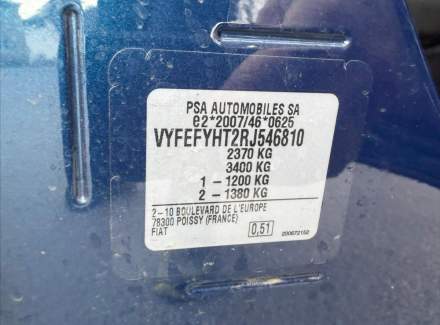 PSA AUTOMOBILES SA
e2*2007/46*0625
VYFEFYHT2RJ546810
2370 KG
3400 KG
1 - 1200 KG
2 - 1380 KG
2-10 BOULEVARD DE L'EUROPE
78300 POISSY (FRANCE)
FIAT
0,51